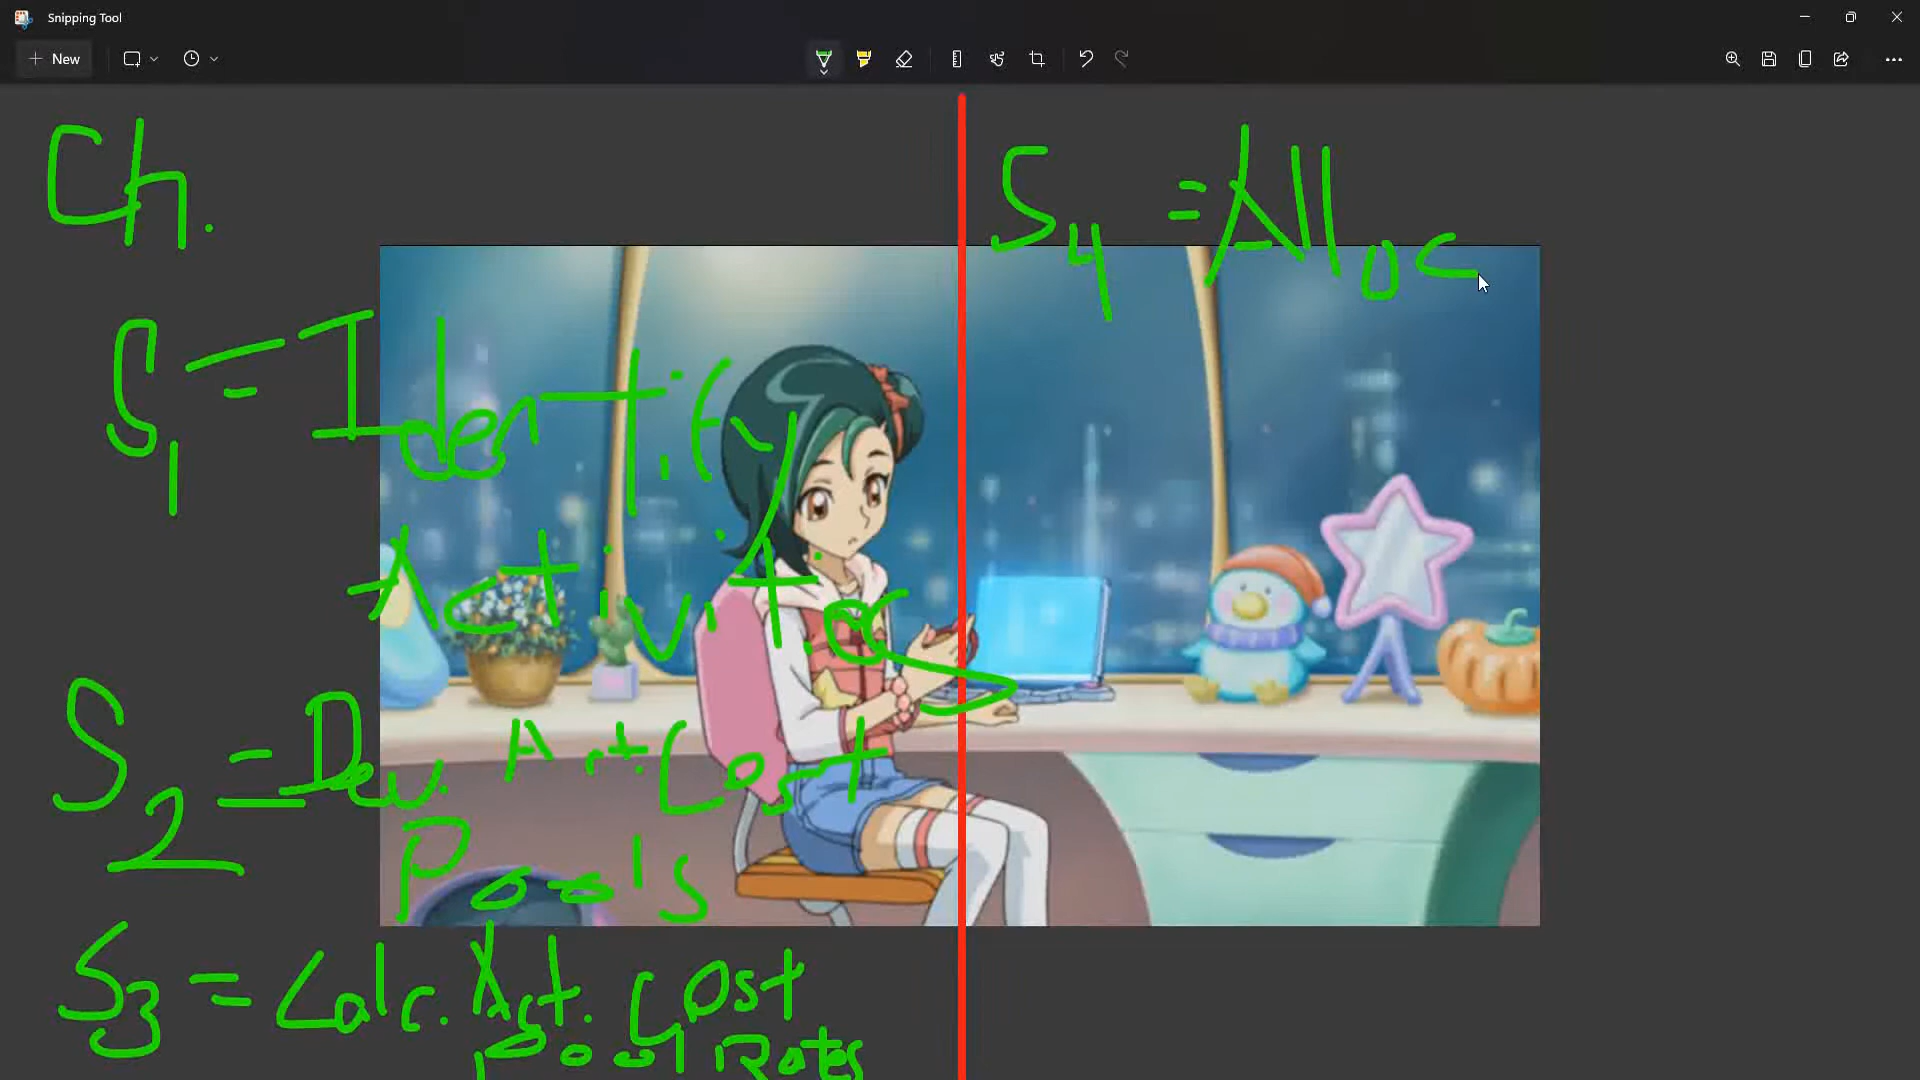 Snipping Tool
New
Ch.
S1 = Identify
Activities
S2 = Dev. Act. Cost
Pools
S3 = Calc. Act. Cost
Pool Rates
S4 = Alloc